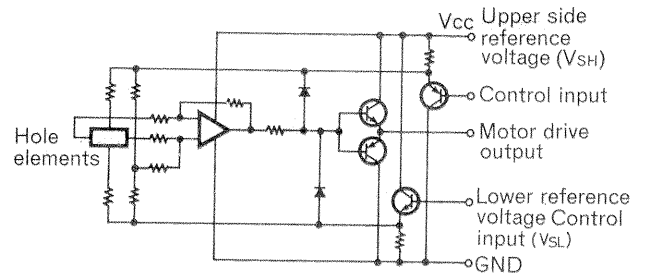 Vcc Upper side
reference
voltage (VSH)
Control input
Motor drive
output
Hole
elements
Lower reference
voltage Control
input (VSL)
GND